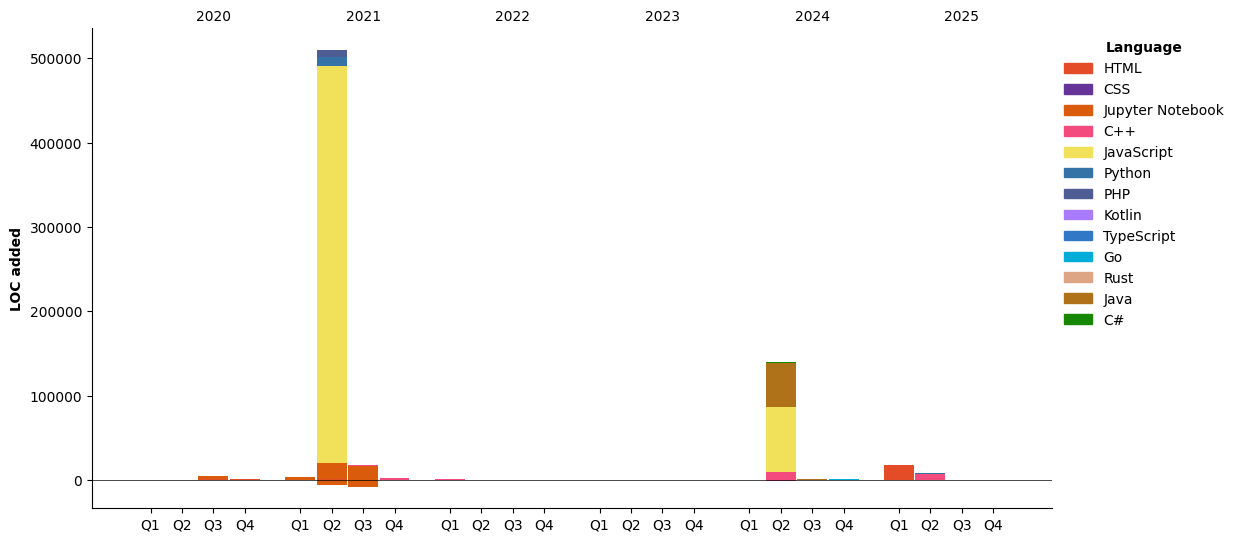 2020 2021 2022 2023 2024 2025
LOC added
500000
400000
300000
200000
100000
0
Q1 Q2 Q3 Q4 Q1 Q2 Q3 Q4 Q1 Q2 Q3 Q4 Q1 Q2 Q3 Q4 Q1 Q2 Q3 Q4 Q1 Q2 Q3 Q4
Language
HTML
CSS
Jupyter Notebook
C++
JavaScript
Python
PHP
Kotlin
TypeScript
Go
Rust
Java
C#